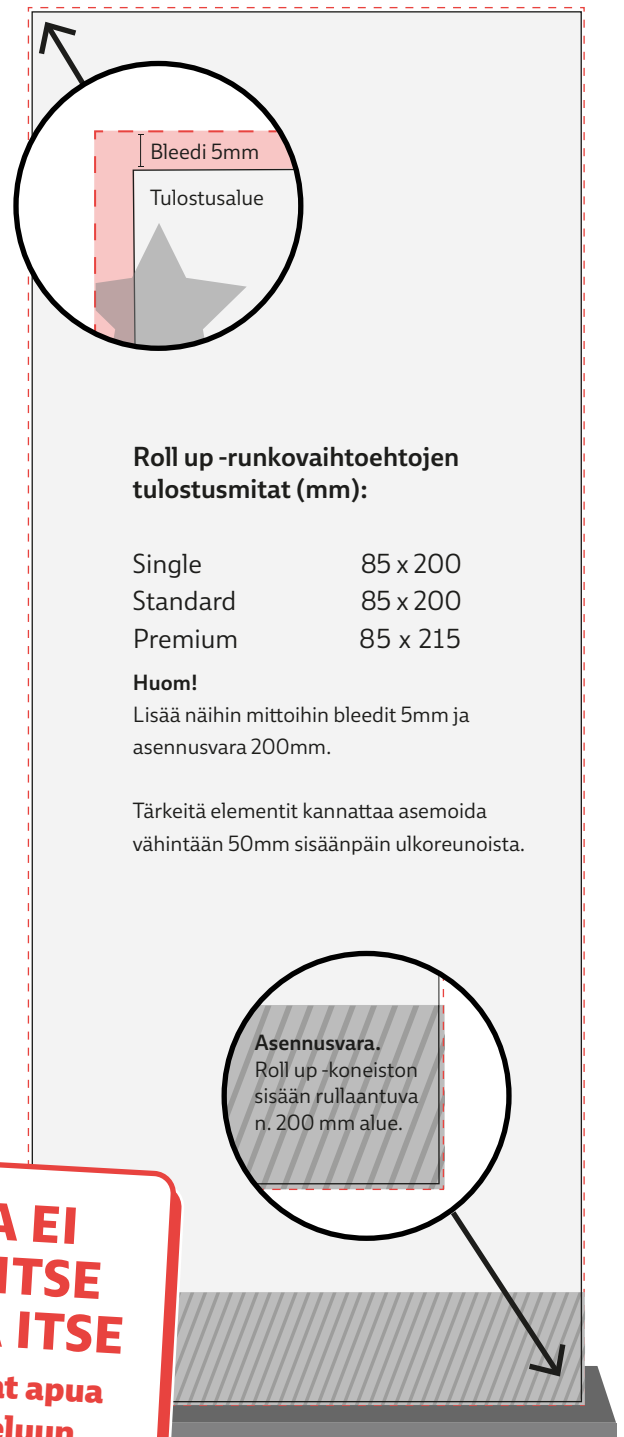 Bleedi 5mm
Tulostusalue
Roll up -runkovaihtoehtojen
tulostusmitat (mm):
Single 85 x 200
Standard 85 x 200
Premium 85 x 215
Huom!
Lisää näihin mittoihin bleedit 5mm ja
asennusvara 200mm.
Tärkeitä elementit kannattaa asemoida
vähintään 50mm sisäänpäin ulkoreunoista.
Asennusvara.
Roll up -koneiston
sisään rullaantuva
n. 200 mm alue.
EI
ITSE
ITSE
apua